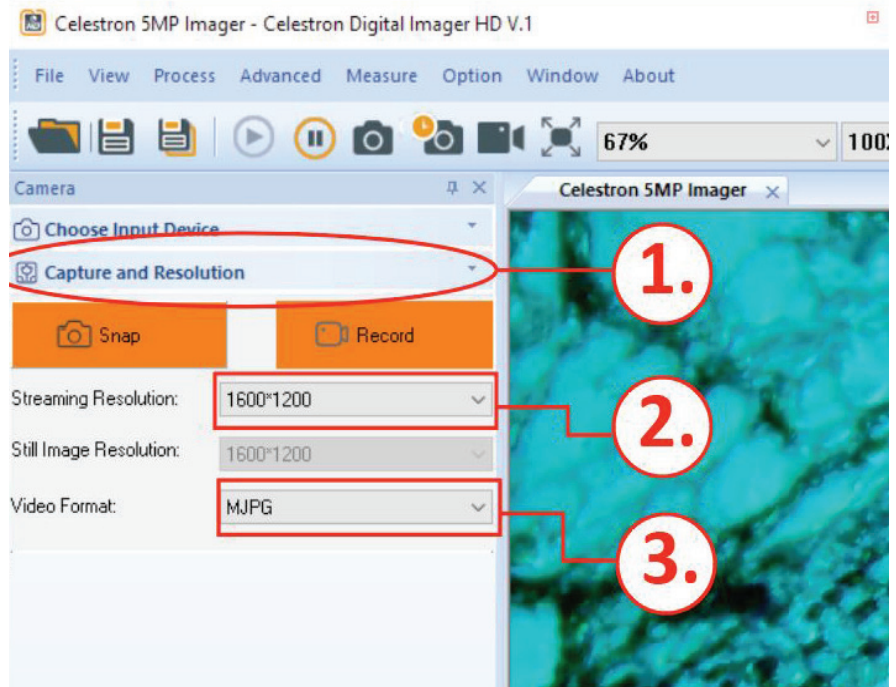 Celestron 5MP Imager - Celestron Digital Imager HD V.1
File View Process Advanced Measure Option Window About
67%
Camera
Celestron 5MP Imager
Choose Input Device
Capture and Resolution
1.
Snap Record
Streaming Resolution: 1600*1200
2.
Still Image Resolution: 1600*1200
Video Format: MJPG
3.